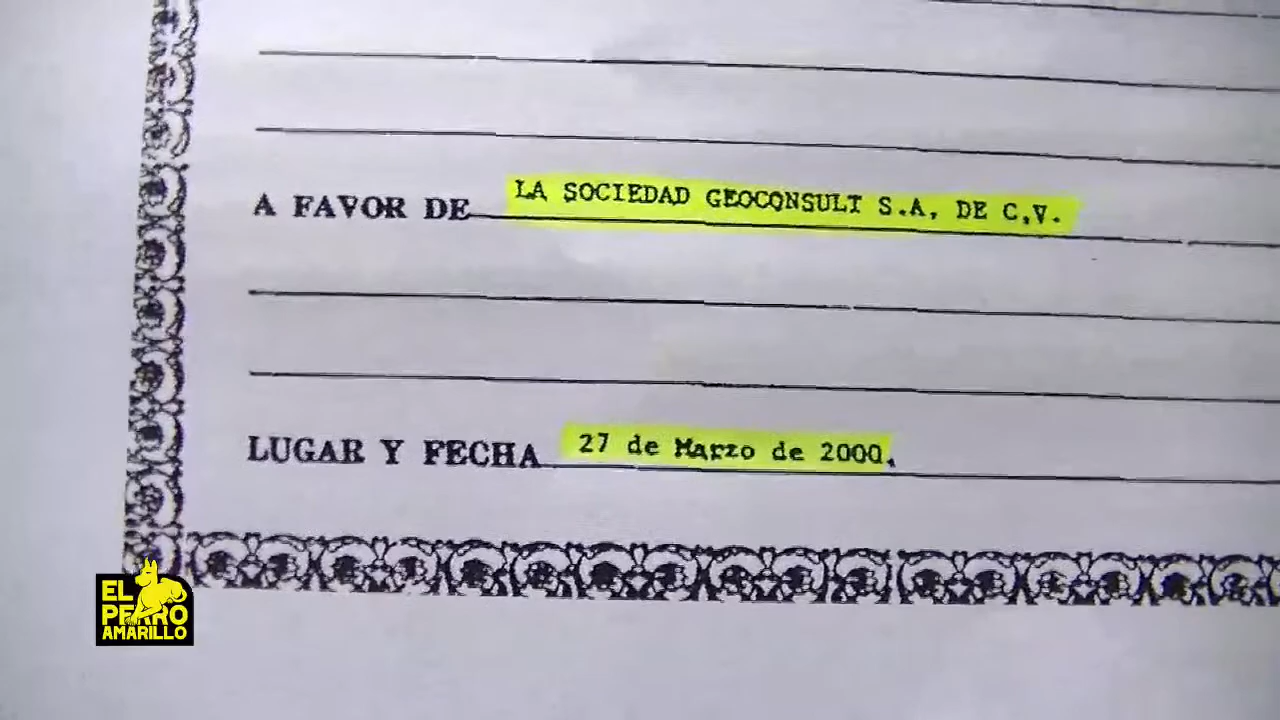 A FAVOR DE LA SOCIEDAD GEOCONSULT S.A. DE C.V.
LUGAR Y FECHA 27 de Marzo de 2000.
EL
PERRO
AMARILLO